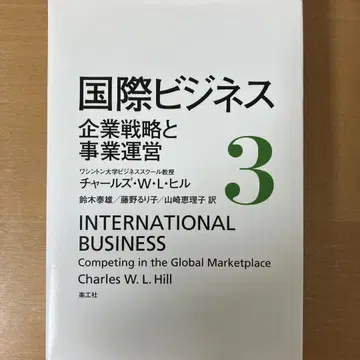 国際ビジネス
企業戦略と
事業運営
ワシントン大学ビジネススクール教授
チャールズ・W・L・ヒル
3
鈴木泰雄/藤野るり子/山崎恵理子 訳
INTERNATIONAL
BUSINESS
Competing in the Global Marketplace
Charles W. L. Hill
楽工社